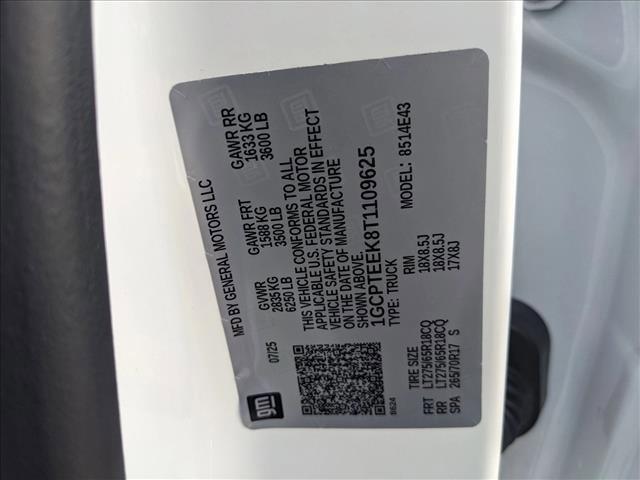 MFD BY GENERAL MOTORS LLC
07/25
GVWR GAWR FRT GAWR RR
2835 KG 1588 KG 1633 KG
6250 LB 3500 LB 3600 LB
THIS VEHICLE CONFORMS TO ALL
APPLICABLE U.S. FEDERAL MOTOR
VEHICLE SAFETY STANDARDS IN EFFECT
ON THE DATE OF MANUFACTURE
SHOWN ABOVE.
1GCPTEEK8T1109625
TYPE: TRUCK MODEL: 8514E43
gm
8624
TIRE SIZE RIM
FRT LT275/65R18CQ 18X8.5J
RR LT275/65R18CQ 18X8.5J
SPA 265/70R17 S 17X8J